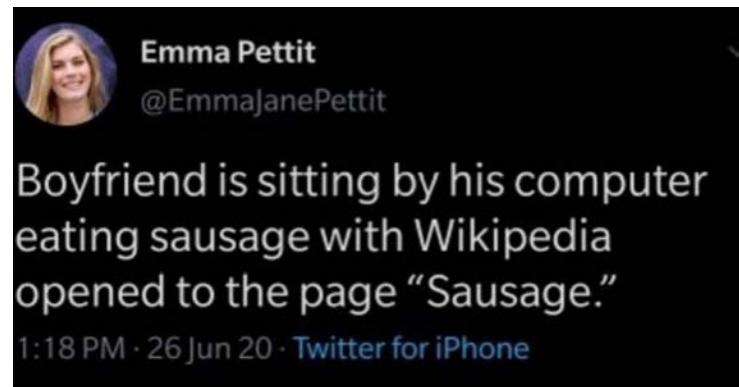 Emma Pettit
@EmmaJanePettit
Boyfriend is sitting by his computer
eating sausage with Wikipedia
opened to the page “Sausage.”
1:18 PM · 26 Jun 20 · Twitter for iPhone